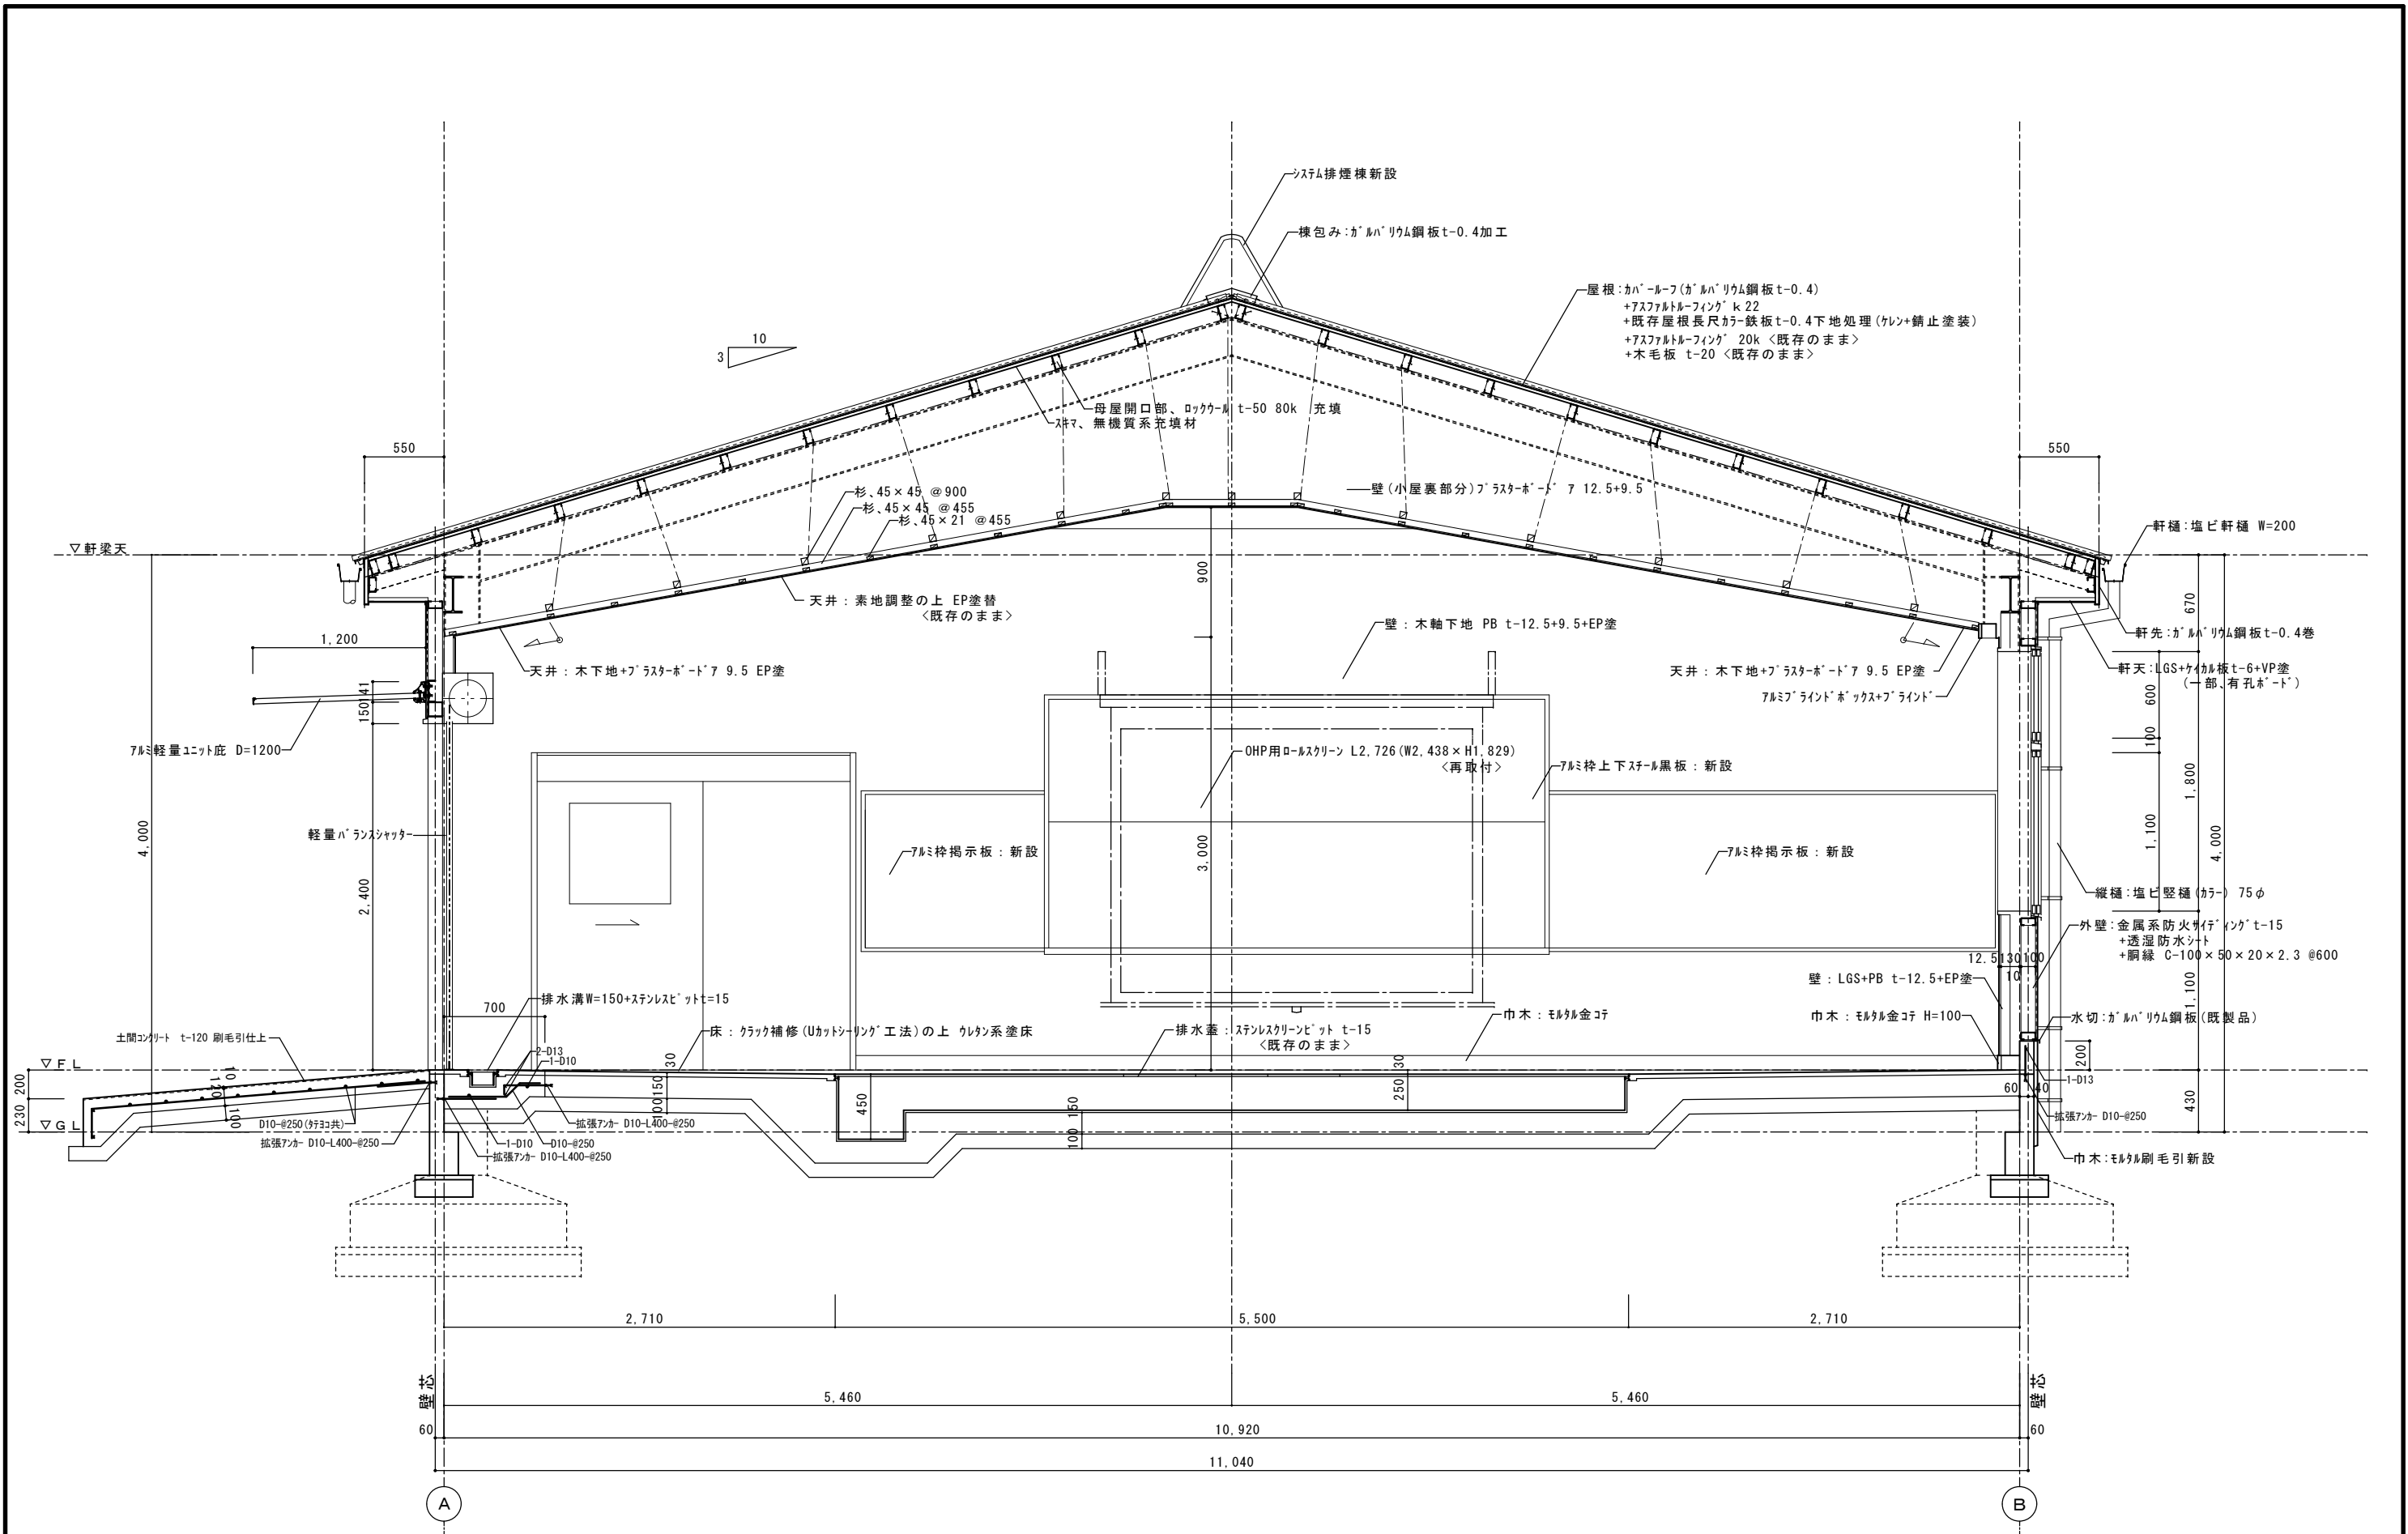 システム排煙棟新設
棟包み:ガルバリウム鋼板t-0.4加工
屋根:カバールーフ(ガルバリウム鋼板t-0.4)
+アスファルトルーフィング k 22
+既存屋根長尺カラー鉄板t-0.4下地処理(ケレン+錆止塗装)
+アスファルトルーフィング 20k <既存のまま>
+木毛板 t-20 <既存のまま>
10
3
母屋開口部、ロックウール t-50 80k 充填
スキマ、無機質系充填材
550
550
杉、45×45 @900
杉、45×45 @455
杉、45×21 @455
壁(小屋裏部分)プラスターボード ア 12.5+9.5
軒樋:塩ビ軒樋 W=200
▽軒梁天
900
天井:素地調整の上 EP塗替
<既存のまま>
670
壁:木軸下地 PB t-12.5+9.5+EP塗
軒先:ガルバリウム鋼板t-0.4巻
1,200
天井:木下地+プラスターボードア 9.5 EP塗
天井:木下地+プラスターボードア 9.5 EP塗
軒天:LGS+ケイカル板t-6+VP塗
(一部、有孔ボード)
アルミブラインドボックス+ブラインド
141
150
600
100
アルミ軽量ユニット庇 D=1200
OHP用ロールスクリーン L2,726(W2,438×H1,829)
<再取付>
アルミ枠上下スチール黒板:新設
1,800
4,000
軽量バランスシャッター
アルミ枠掲示板:新設
3,000
アルミ枠掲示板:新設
1,100
4,000
2,400
縦樋:塩ビ竪樋(カラー) 75φ
外壁:金属系防火サイディングt-15
+透湿防水シート
+胴縁 C-100×50×20×2.3 @600
12.5
130
100
10
壁:LGS+PB t-12.5+EP塗
1,100
排水溝W=150+ステンレスピットt=15
700
土間コンクリート t-120 刷毛引仕上
床:クラック補修(Uカットシーリング工法)の上 ウレタン系塗床
排水蓋:ステンレスクリーンピット t-15
<既存のまま>
巾木:モルタル金コテ
巾木:モルタル金コテ H=100
水切:ガルバリウム鋼板(既製品)
▽FL
2-D13
1-D10
30
30
200
1-D13
200
10
120
100
150
100
450
250
150
100
60
40
430
230
▽GL
D10-@250(タテヨコ共)
拡張アンカー D10-L400-@250
拡張アンカー D10-L400-@250
1-D10
D10-@250
拡張アンカー D10-L400-@250
拡張アンカー D10-@250
巾木:モルタル刷毛引新設
2,710
5,500
2,710
壁芯
壁芯
5,460
5,460
60
10,920
60
11,040
A
B